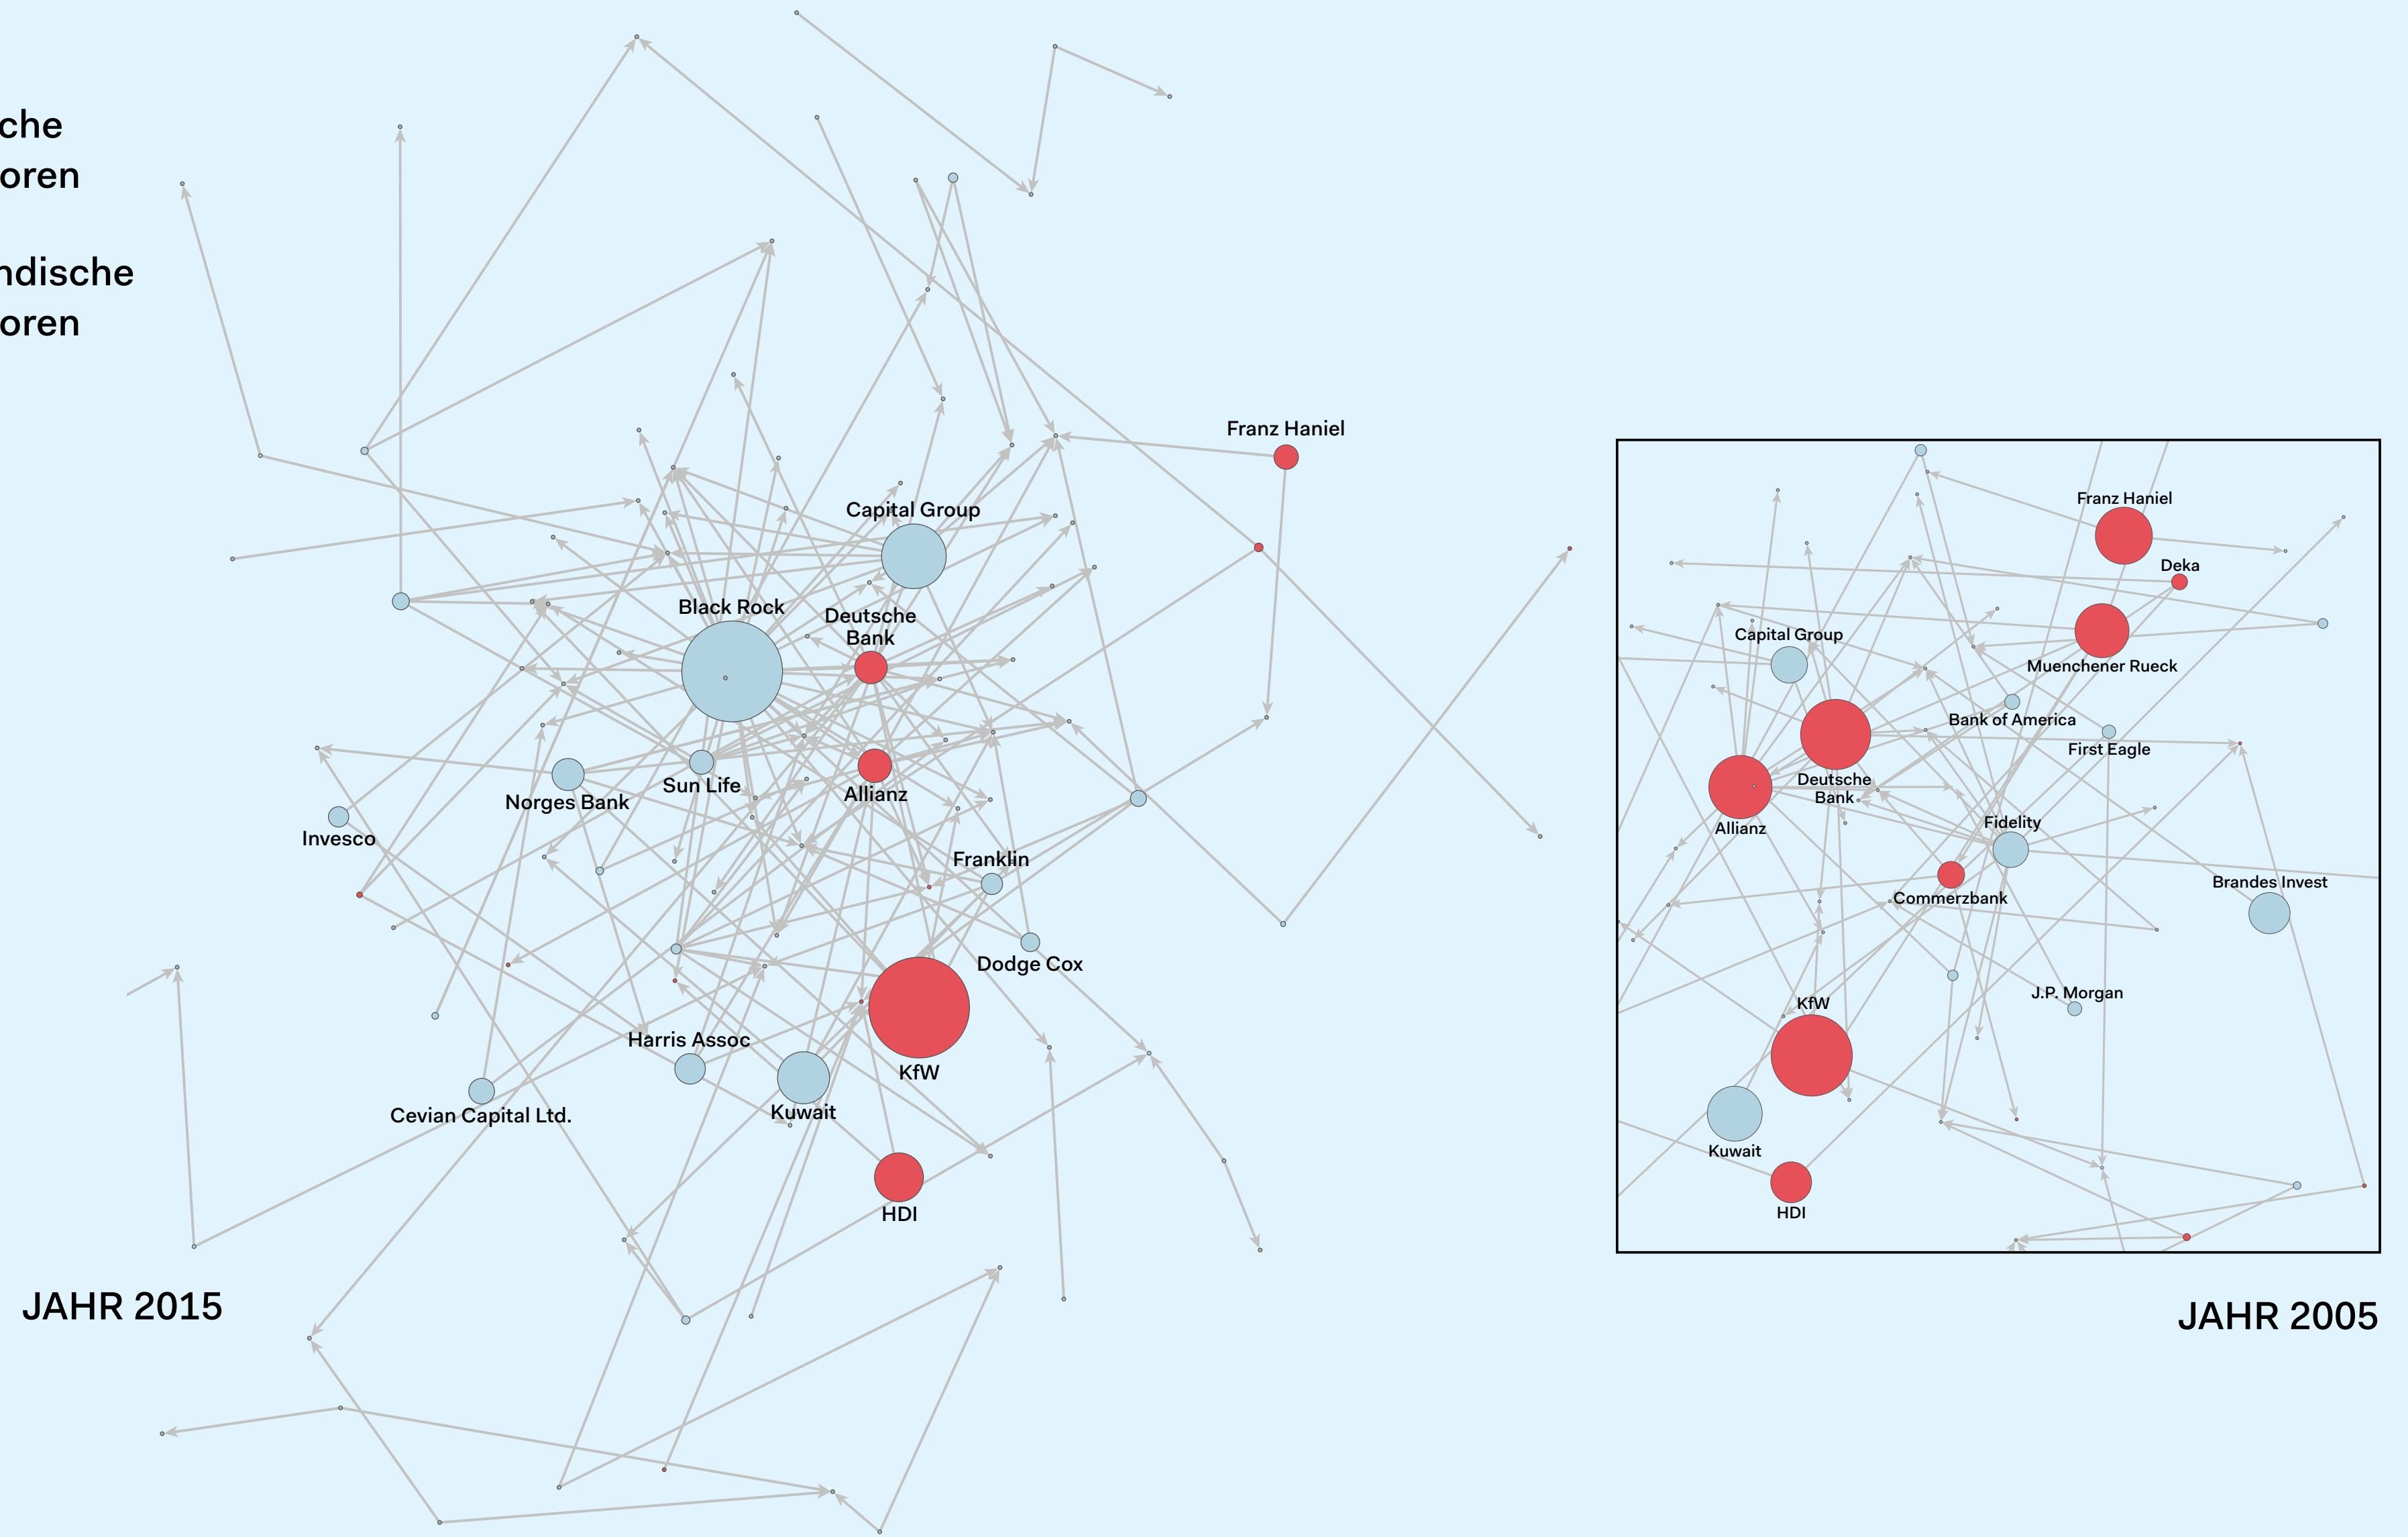 che
oren
ndische
oren
Franz Haniel
Capital Group
Black Rock
Deutsche
Bank
Sun Life
Norges Bank
Allianz
Invesco
Franklin
Dodge Cox
Harris Assoc
KfW
Kuwait
Cevian Capital Ltd.
HDI
JAHR 2015
Franz Haniel
Deka
Capital Group
Muenchener Rueck
Bank of America
First Eagle
Deutsche
Bank
Allianz
Fidelity
Brandes Invest
Commerzbank
J.P. Morgan
KfW
Kuwait
HDI
JAHR 2005